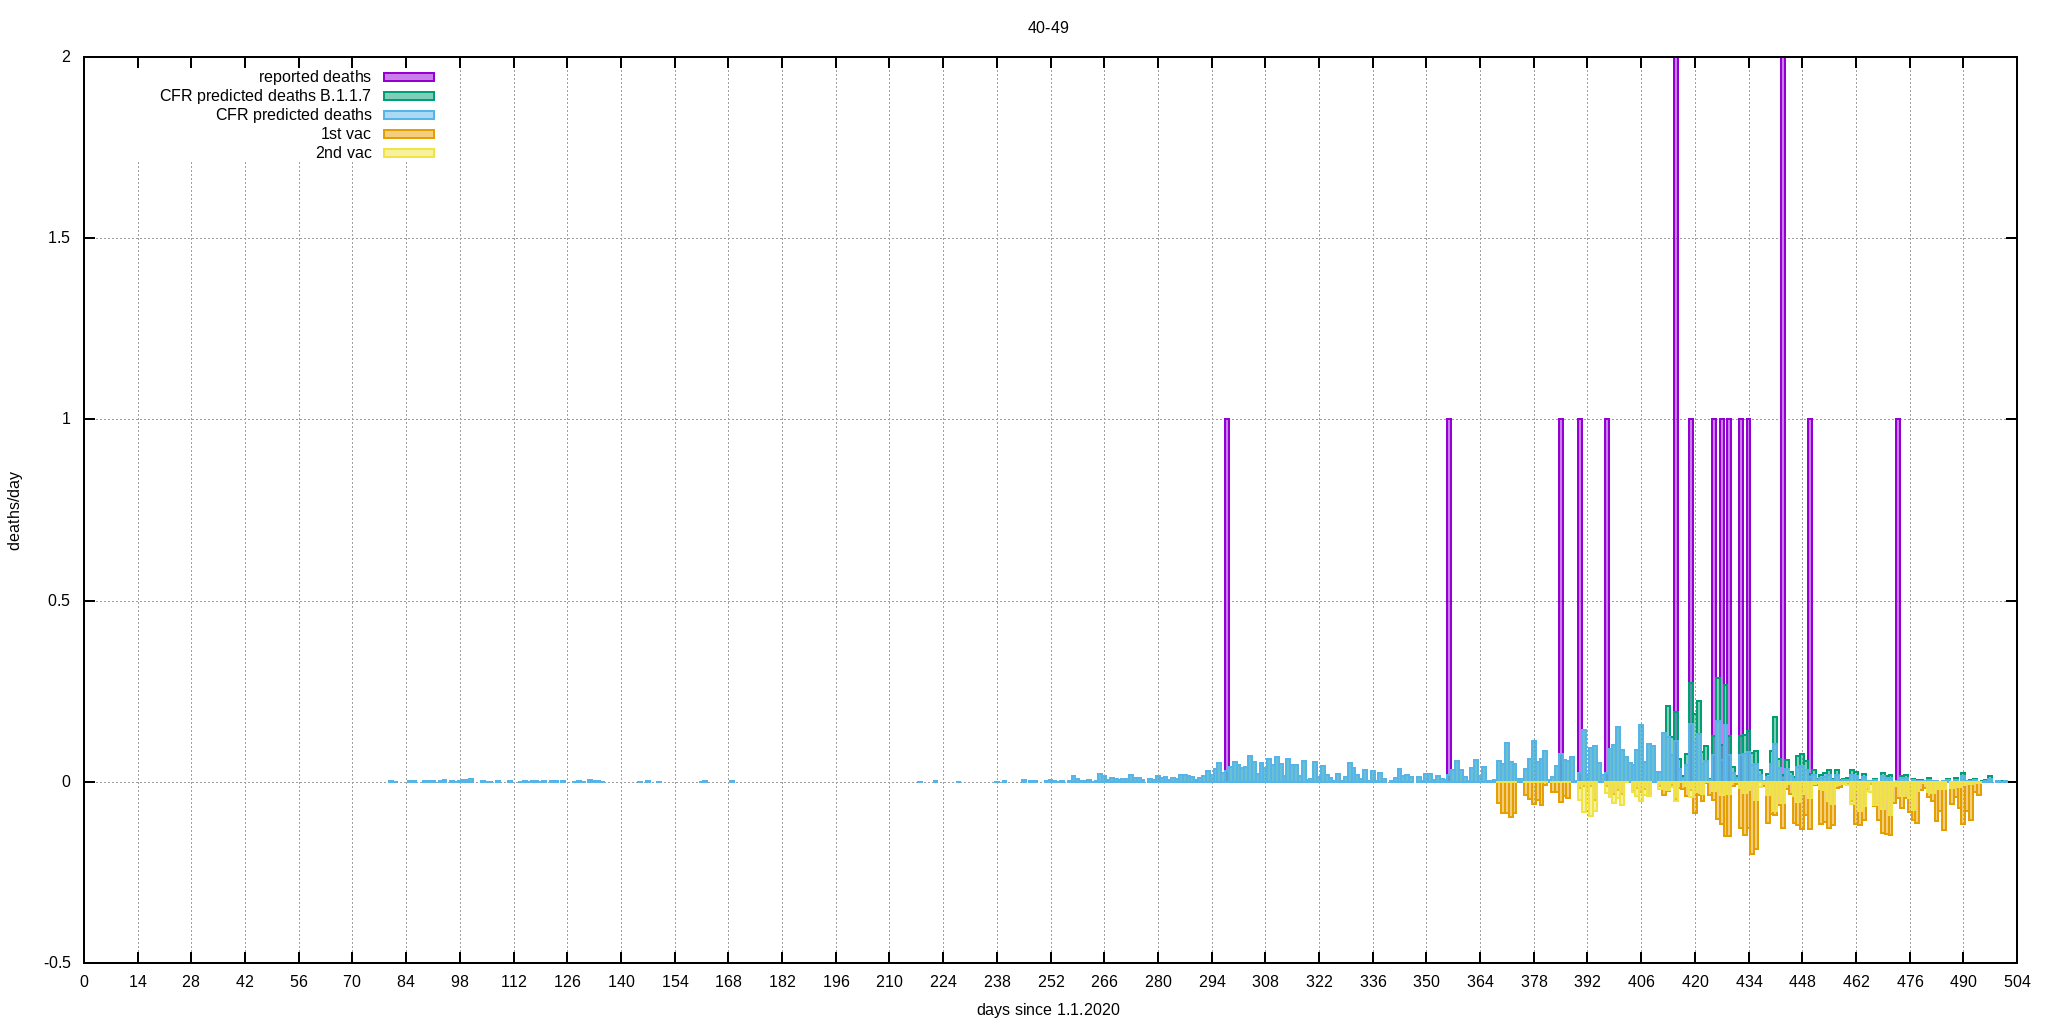 40-49
reported deaths
CFR predicted deaths B.1.1.7
CFR predicted deaths
1st vac
2nd vac
2
1.5
1
0.5
0
-0.5
deaths/day
0 14 28 42 56 70 84 98 112 126 140 154 168 182 196 210 224 238 252 266 280 294 308 322 336 350 364 378 392 406 420 434 448 462 476 490 504
days since 1.1.2020